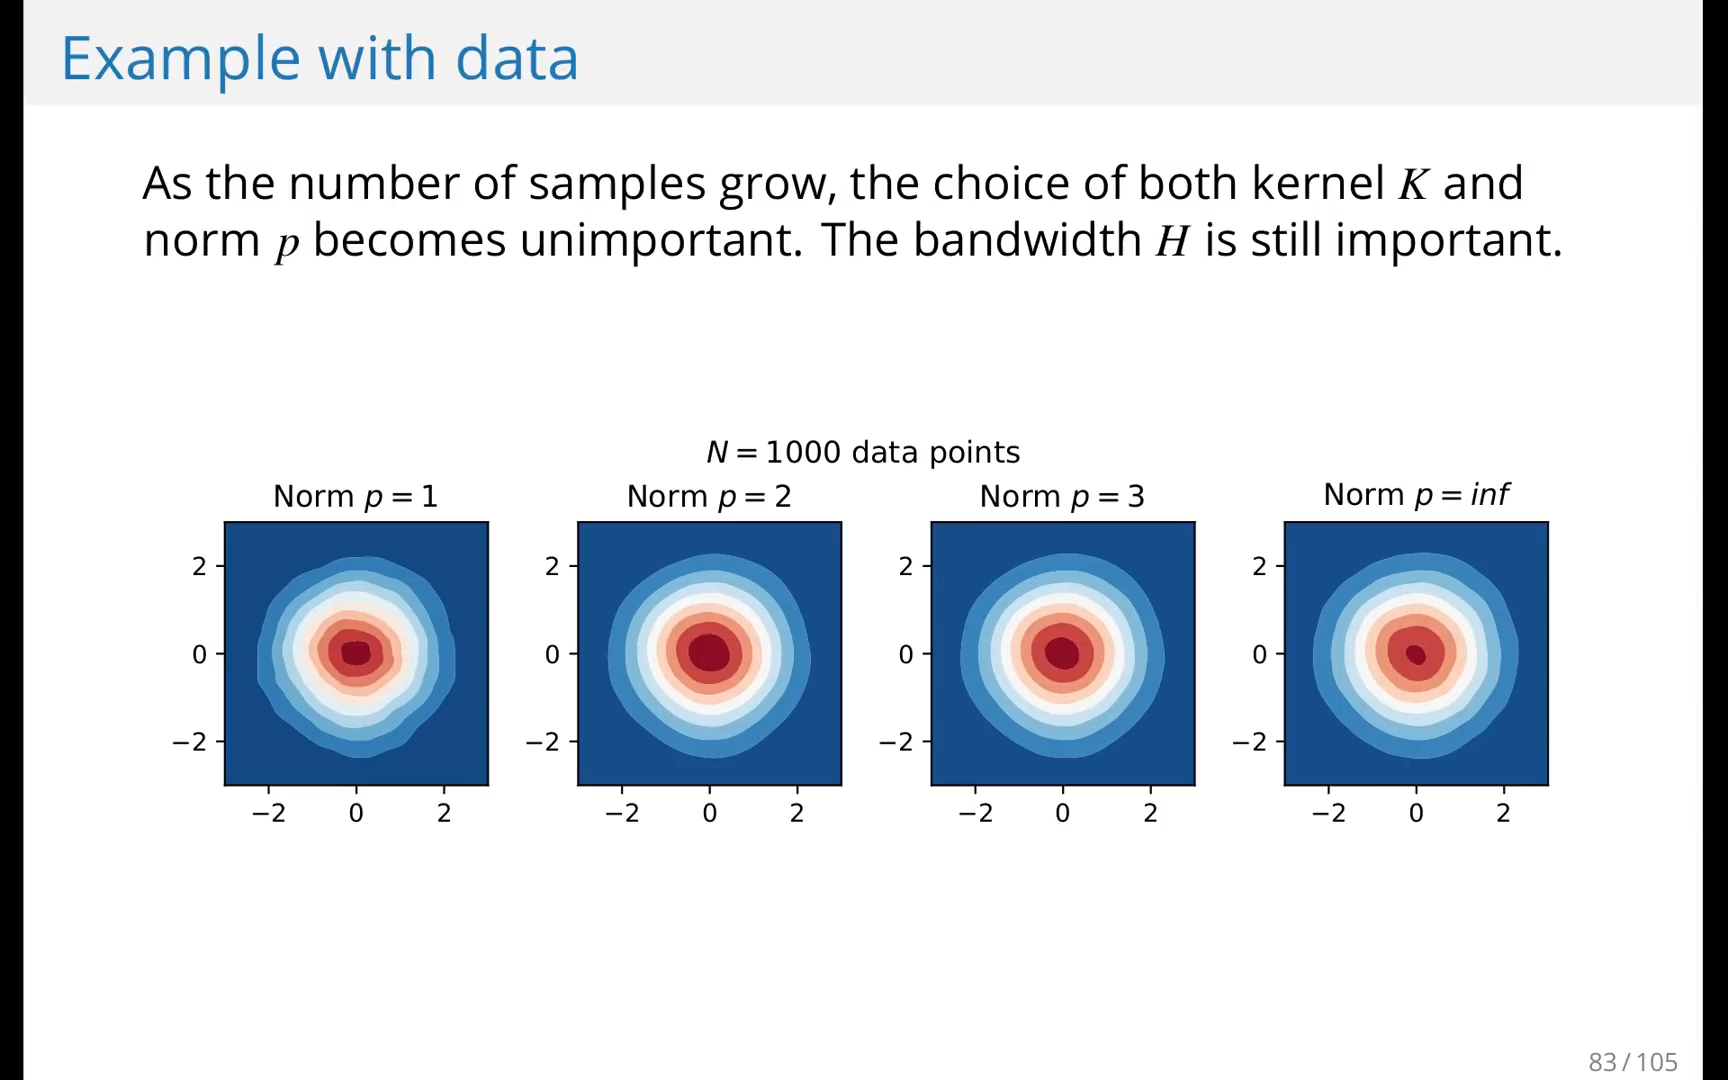 Example with data
As the number of samples grow, the choice of both kernel K and
norm p becomes unimportant. The bandwidth H is still important.
N = 1000 data points
Norm p = 1
Norm p = 2
Norm p = 3
Norm p = inf
2
0
−2
−2 0 2
2
0
−2
−2 0 2
2
0
−2
−2 0 2
2
0
−2
−2 0 2
83 / 105